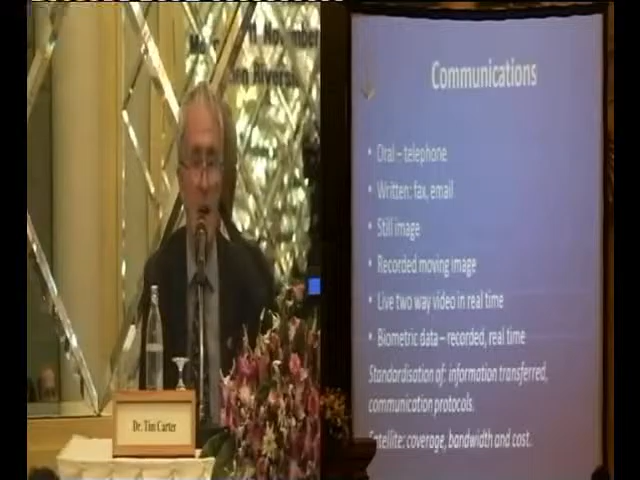 11 November
Riverside
Dr. Tim Carter
Communications
• Oral – telephone
• Written: fax, email
• Still image
• Recorded moving image
• Live two way video in real time
• Biometric data – recorded, real time
Standardisation of: information transferred,
communication protocols.
Satellite: coverage, bandwidth and cost.